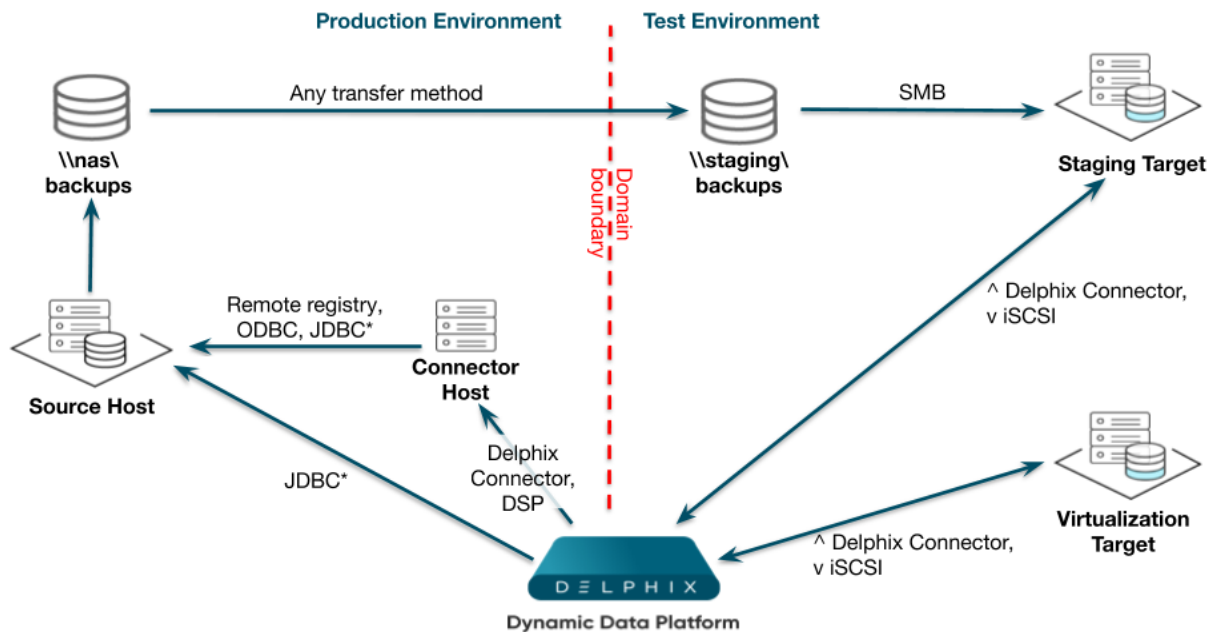 Production Environment
Test Environment
Any transfer method
SMB
\\nas\
backups
\\staging\
backups
Staging Target
Domain
boundary
^ Delphix Connector,
v iSCSI
Remote registry,
ODBC, JDBC*
Connector
Host
Source Host
JDBC*
Delphix
Connector,
DSP
Virtualization
Target
^ Delphix Connector,
v iSCSI
DELPHIX
Dynamic Data Platform